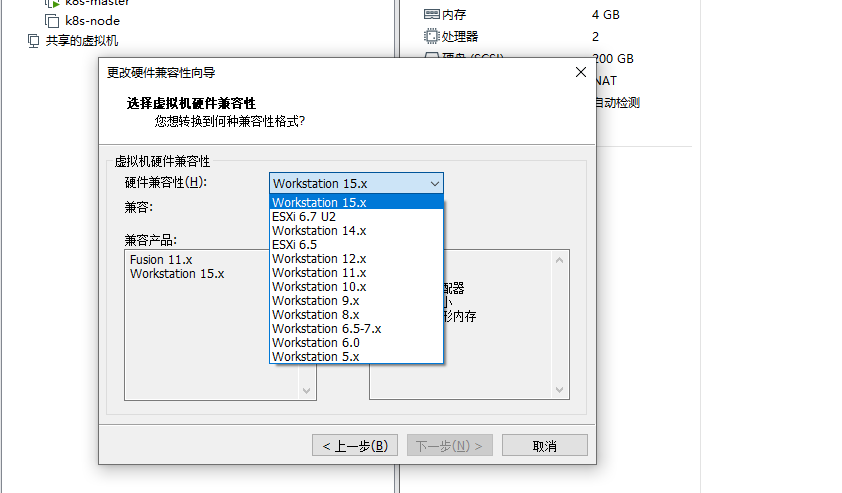 k8s-master
k8s-node
共享的虚拟机
内存 4 GB
处理器 2
硬盘 (SCSI) 200 GB
NAT
自动检测
更改硬件兼容性向导
选择虚拟机硬件兼容性
您想转换到何种兼容性格式?
虚拟机硬件兼容性
硬件兼容性(H): Workstation 15.x
兼容:
Workstation 15.x
ESXi 6.7 U2
Workstation 14.x
ESXi 6.5
Workstation 12.x
Workstation 11.x
Workstation 10.x
Workstation 9.x
Workstation 8.x
Workstation 6.5-7.x
Workstation 6.0
Workstation 5.x
兼容产品:
Fusion 11.x
Workstation 15.x
配器
小
形内存
< 上一步(B) 下一步(N) > 取消